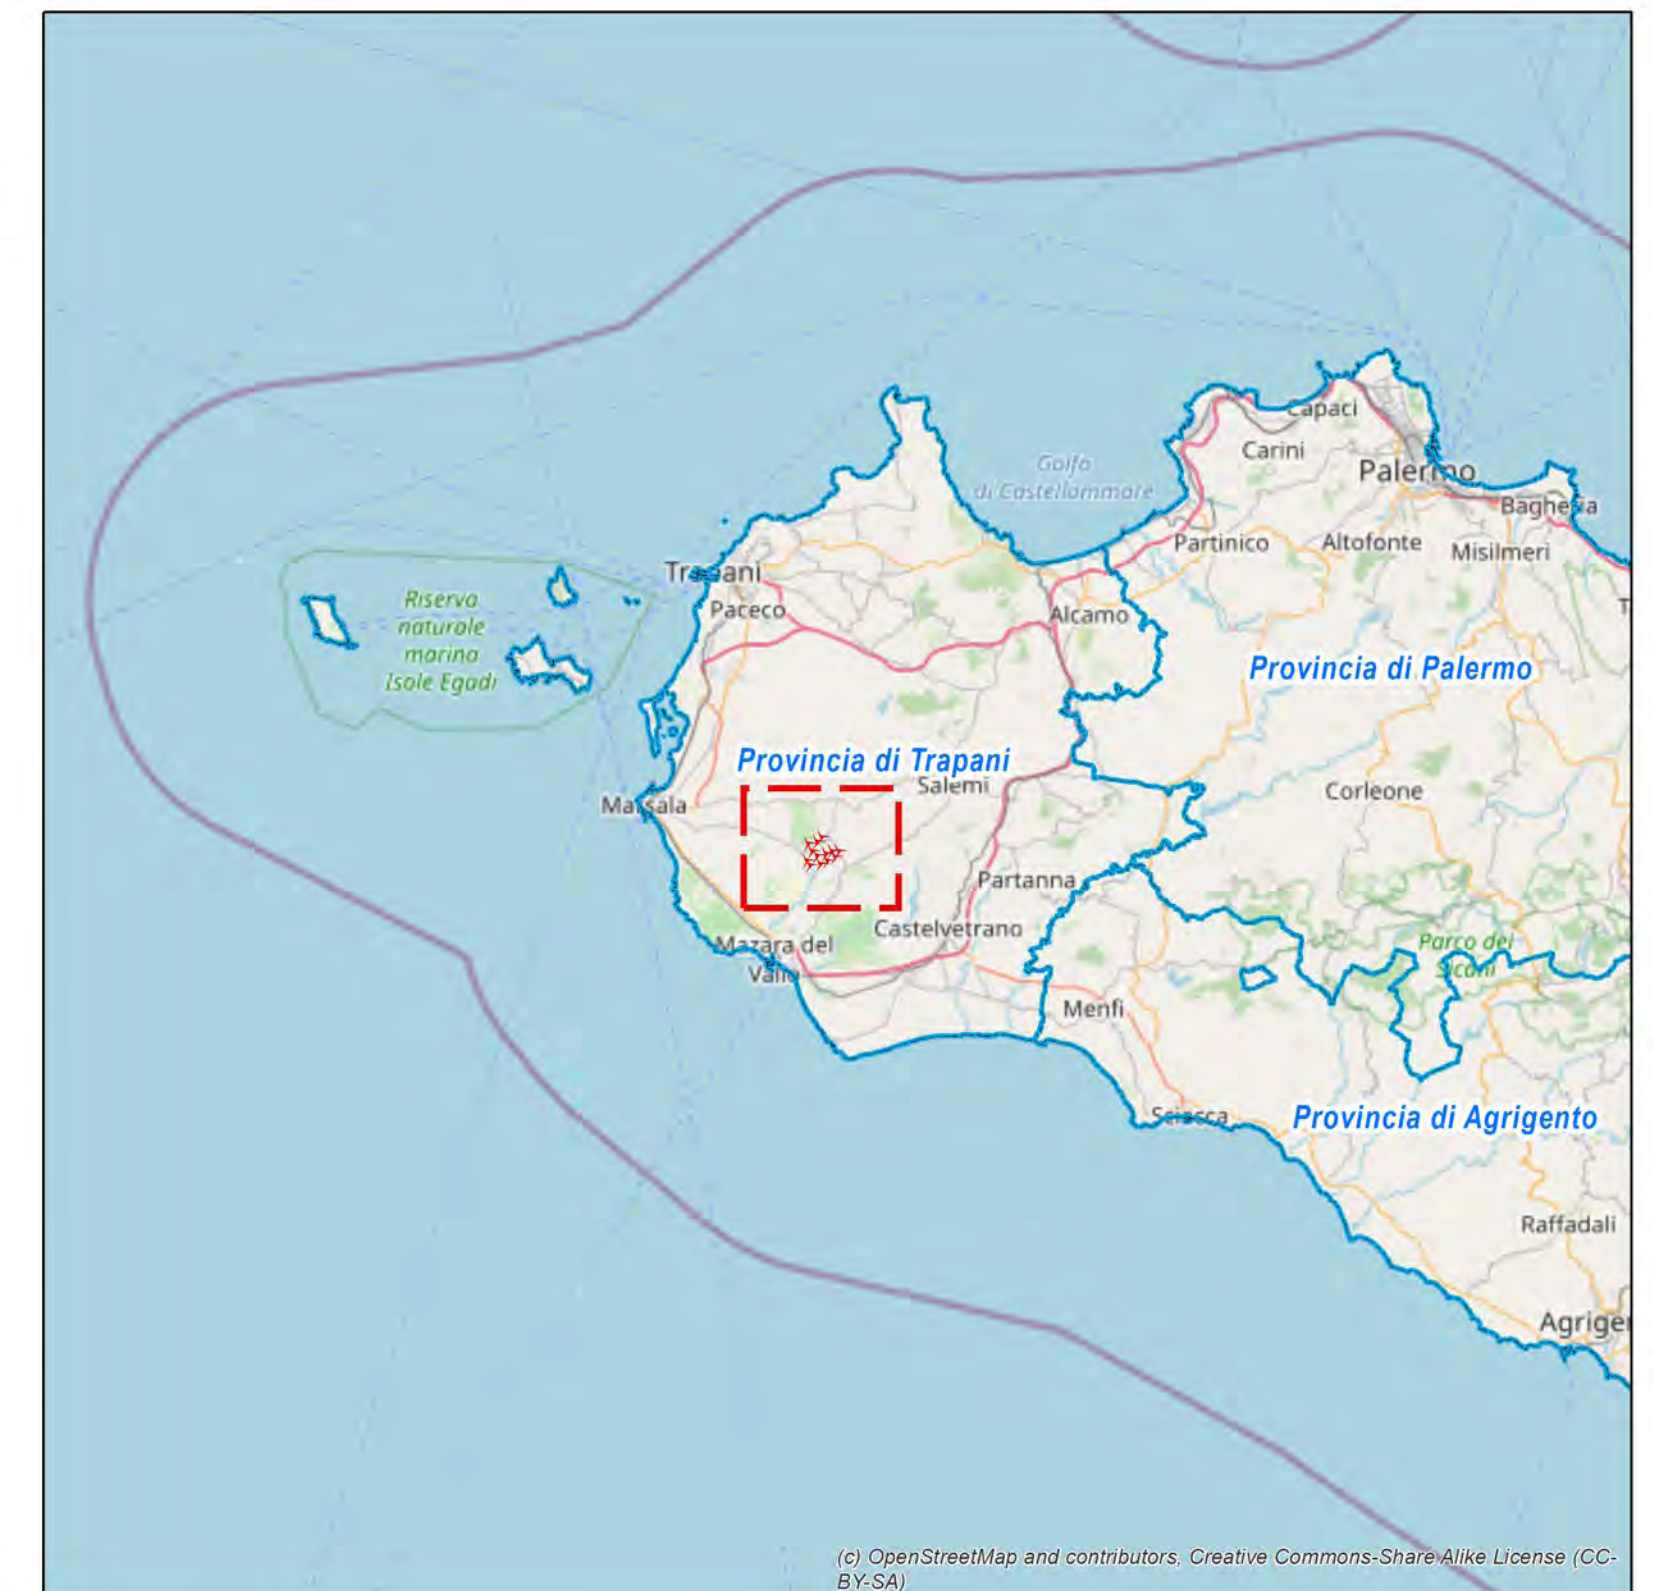 Capaci
Carini
Golfo
di Castellammare
Palermo
Bagheria
Partinico
Altofonte
Misilmeri
Trapani
Riserva
naturale
marina
Isole Egadi
Paceco
Alcamo
Provincia di Palermo
Provincia di Trapani
Salemi
Corleone
Marsala
Partanna
Castelvetrano
Mazara del
Vallo
Parco dei
Sicani
Menfi
Sciacca
Provincia di Agrigento
Raffadali
Agrige
(c) OpenStreetMap and contributors, Creative Commons-Share Alike License (CC-
BY-SA)